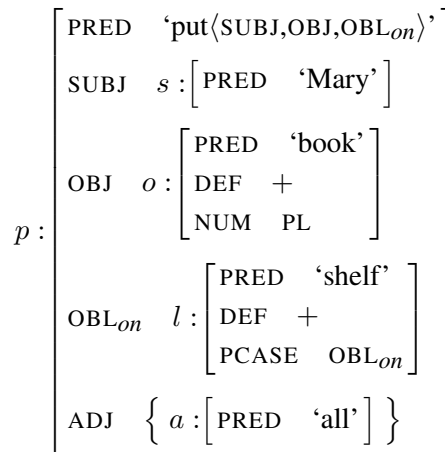 PRED ‘put⟨SUBJ,OBJ,OBLon⟩’
SUBJ s : [PRED ‘Mary’]
PRED ‘book’
OBJ o : DEF +
NUM PL
p :
PRED ‘shelf’
OBLon l : DEF +
PCASE OBLon
ADJ { a : [PRED ‘all’] }